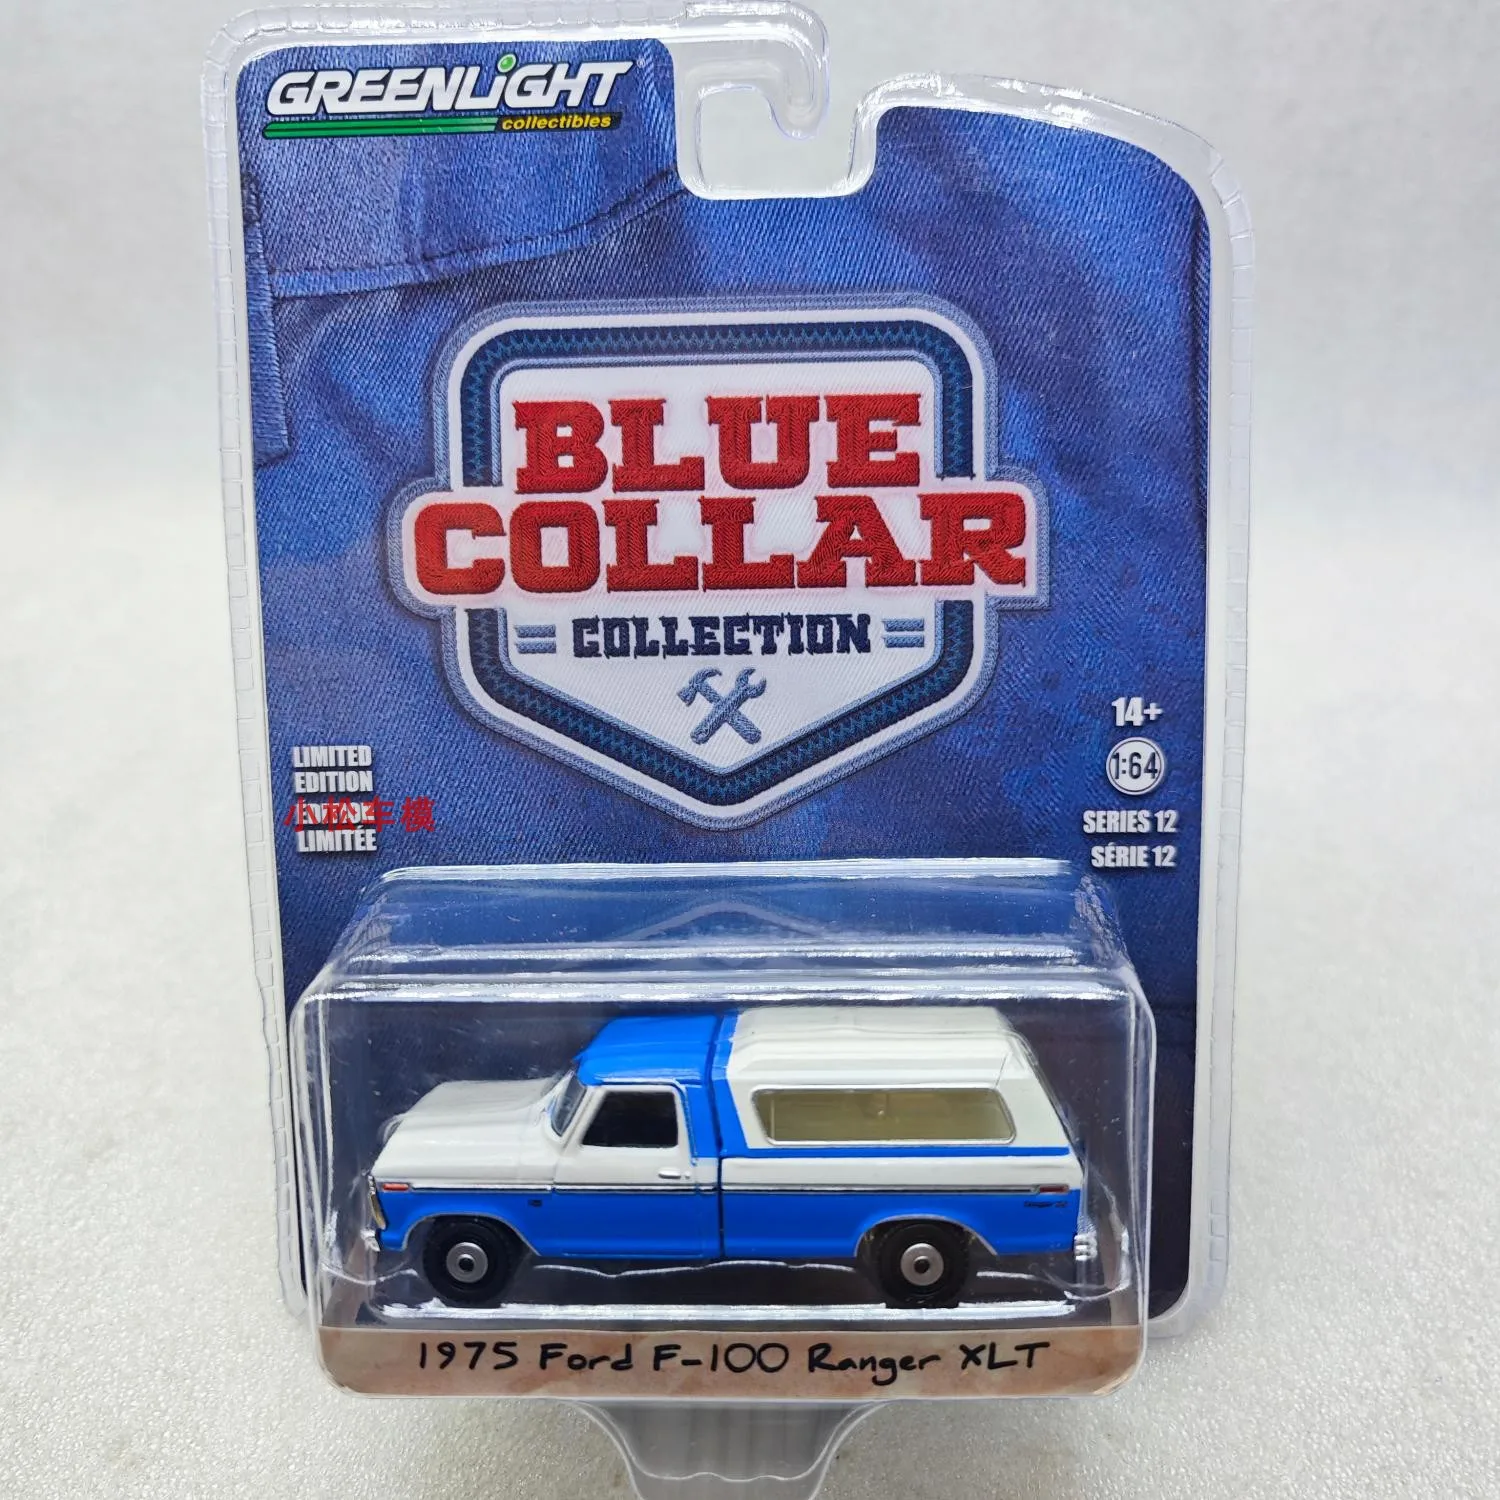 GREENLiGHT
collectibles
BLUE
COLLAR
COLLECTION
14+
1:64
SERIES 12
SÉRIE 12
LIMITED
EDITION
小松车模
LIMITÉE
1975 Ford F-100 Ranger XLT